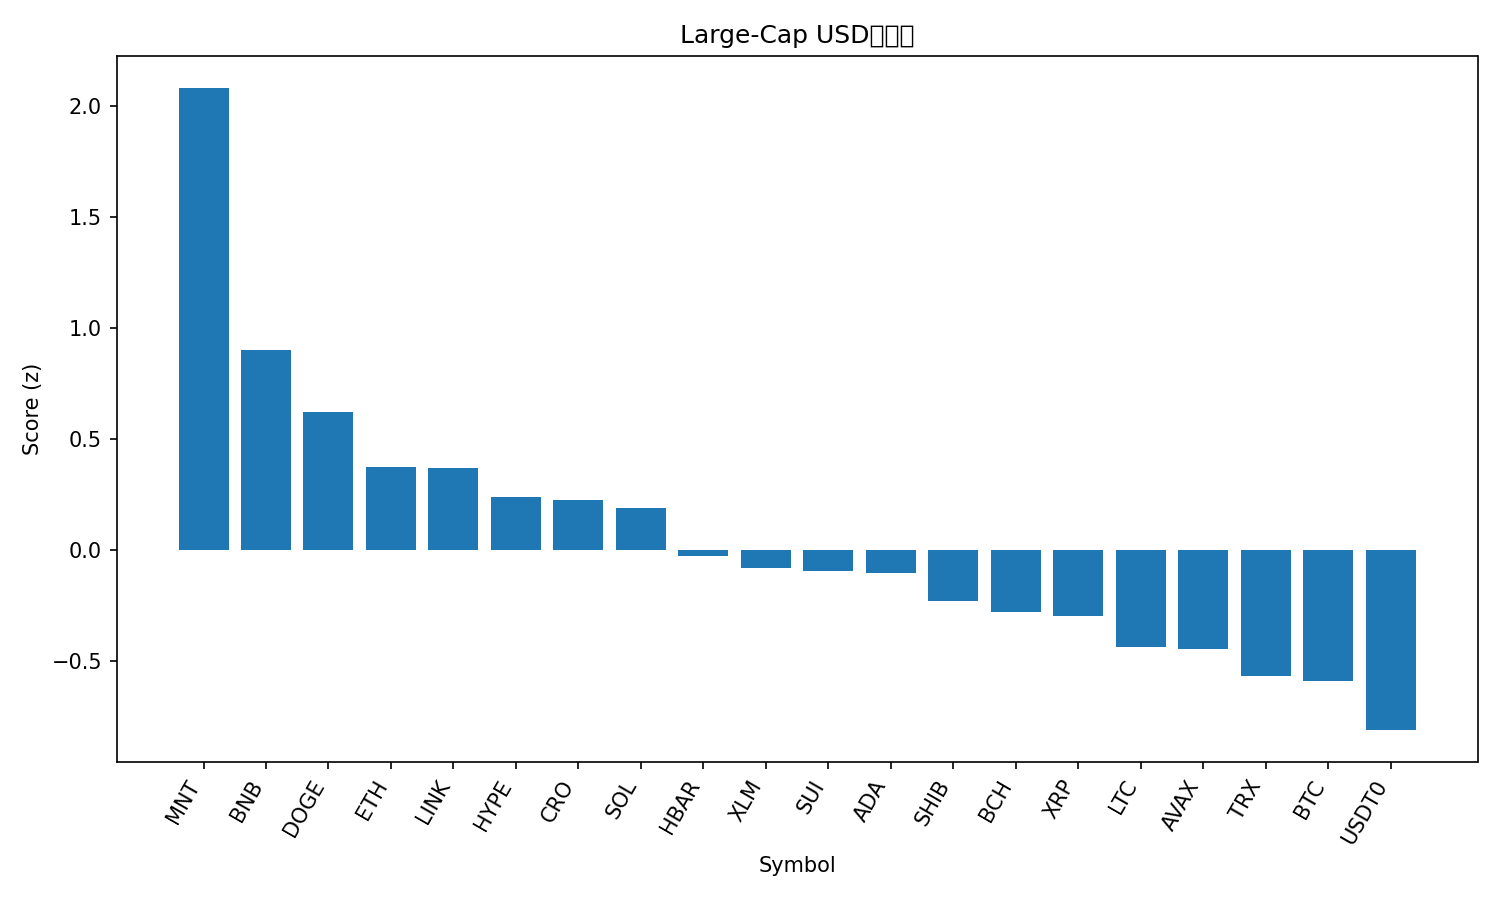 Large-Cap USD
Score (z)
2.0
1.5
1.0
0.5
0.0
−0.5
MNT
BNB
DOGE
ETH
LINK
HYPE
CRO
SOL
HBAR
XLM
SUI
ADA
SHIB
BCH
XRP
LTC
AVAX
TRX
BTC
USDT0
Symbol